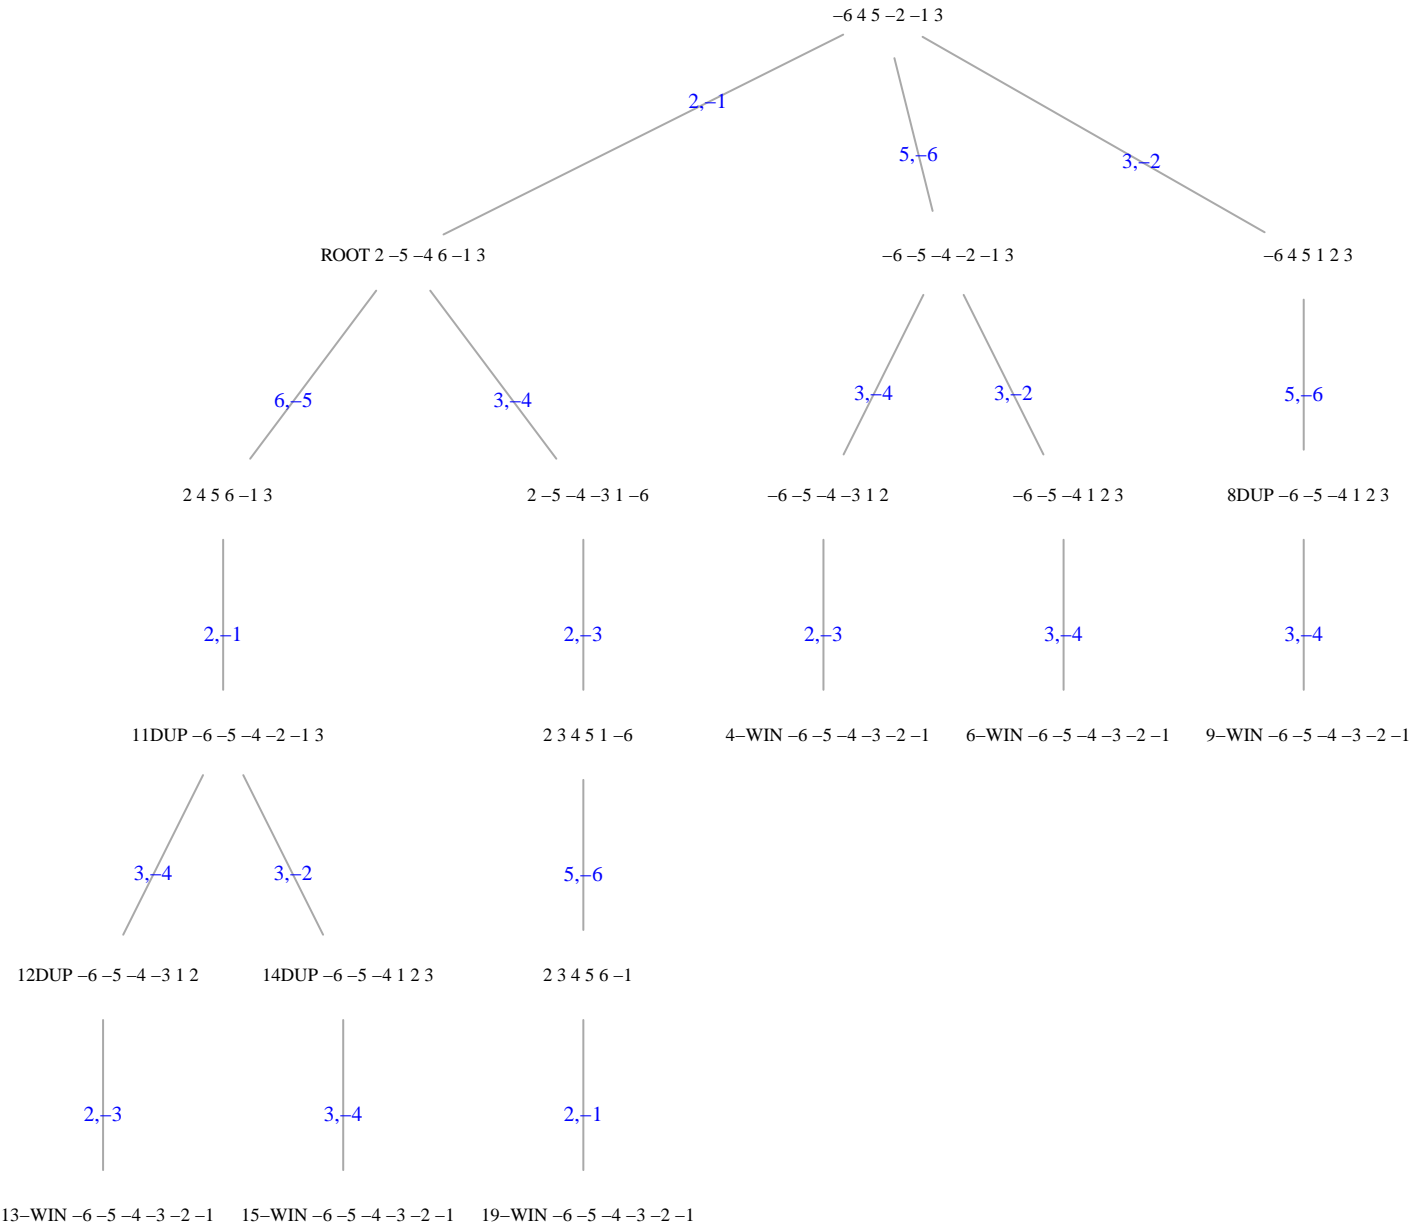 –6 4 5 –2 –1 3
2,–1
5,–6
3,–2
ROOT 2 –5 –4 6 –1 3
–6 –5 –4 –2 –1 3
–6 4 5 1 2 3
6,–5
3,–4
3,–4
3,–2
5,–6
2 4 5 6 –1 3
2 –5 –4 –3 1 –6
–6 –5 –4 –3 1 2
–6 –5 –4 1 2 3
8DUP –6 –5 –4 1 2 3
2,–1
2,–3
2,–3
3,–4
3,–4
11DUP –6 –5 –4 –2 –1 3
2 3 4 5 1 –6
4–WIN –6 –5 –4 –3 –2 –1
6–WIN –6 –5 –4 –3 –2 –1
9–WIN –6 –5 –4 –3 –2 –1
3,–4
3,–2
5,–6
12DUP –6 –5 –4 –3 1 2
14DUP –6 –5 –4 1 2 3
2 3 4 5 6 –1
2,–3
3,–4
2,–1
13–WIN –6 –5 –4 –3 –2 –1
15–WIN –6 –5 –4 –3 –2 –1
19–WIN –6 –5 –4 –3 –2 –1